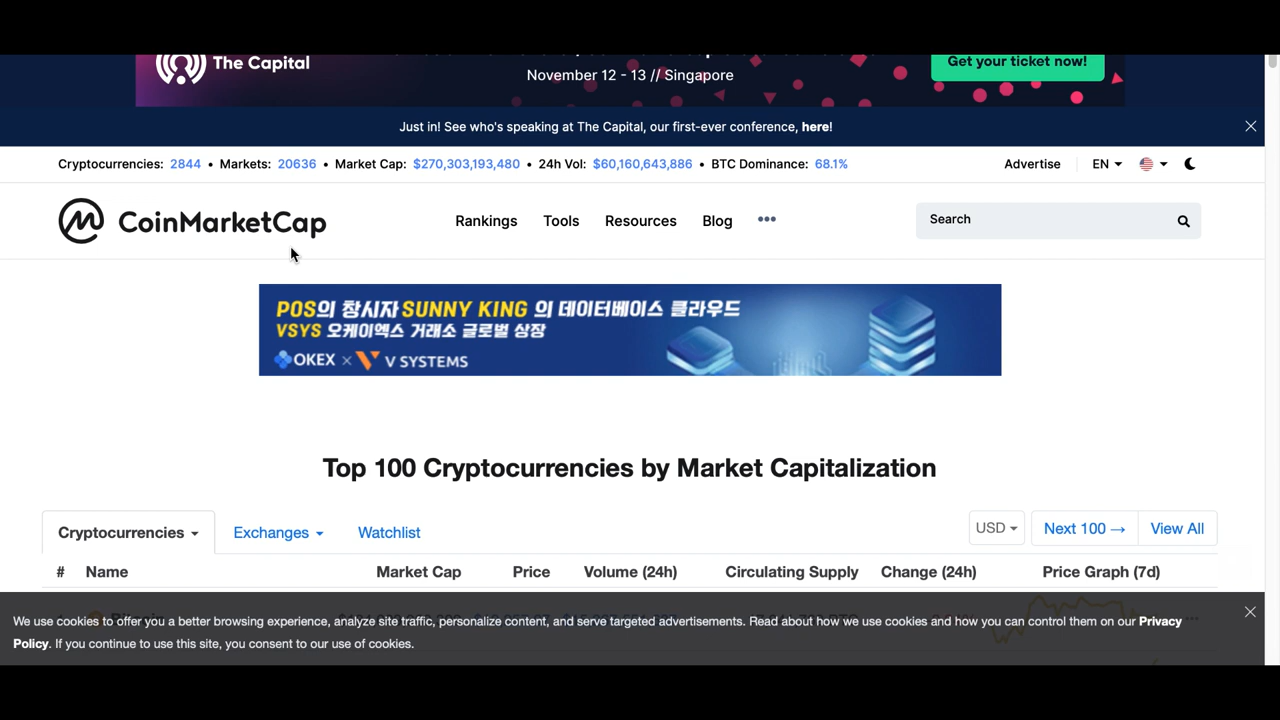 The Capital
November 12 - 13 // Singapore
Get your ticket now!
Just in! See who's speaking at The Capital, our first-ever conference, here!
Cryptocurrencies: 2844 • Markets: 20636 • Market Cap: $270,303,193,480 • 24h Vol: $60,160,643,886 • BTC Dominance: 68.1%
Advertise EN
CoinMarketCap
Rankings Tools Resources Blog •••
Search
POS의 창시자 SUNNY KING 의 데이터베이스 클라우드
VSYS 오케이엑스 거래소 글로벌 상장
OKEX × V SYSTEMS
Top 100 Cryptocurrencies by Market Capitalization
Cryptocurrencies Exchanges Watchlist
USD Next 100 → View All
# Name Market Cap Price Volume (24h) Circulating Supply Change (24h) Price Graph (7d)
We use cookies to offer you a better browsing experience, analyze site traffic, personalize content, and serve targeted advertisements. Read about how we use cookies and how you can control them on our Privacy
Policy. If you continue to use this site, you consent to our use of cookies.